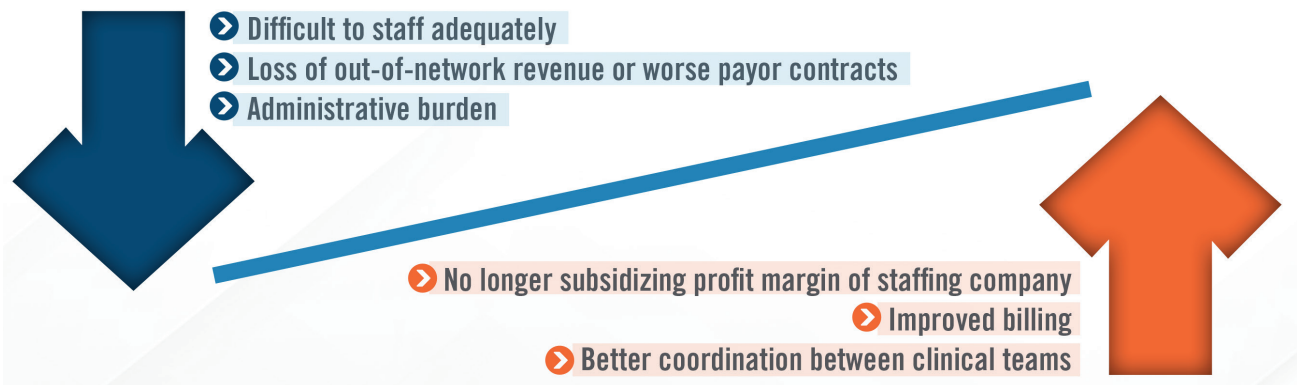 Difficult to staff adequately
Loss of out-of-network revenue or worse payor contracts
Administrative burden
No longer subsidizing profit margin of staffing company
Improved billing
Better coordination between clinical teams